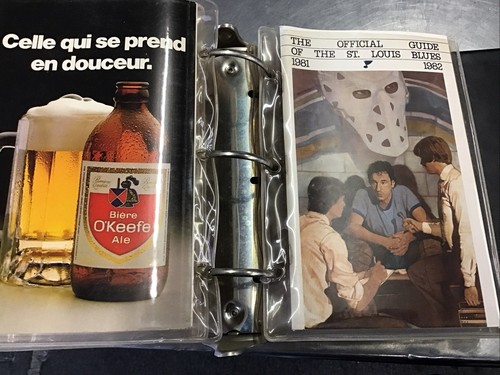 Celle qui se prend
en douceur.
Bière
O'Keefe
Ale
THE OFFICIAL GUIDE
OF THE ST. LOUIS BLUES
1981 1982